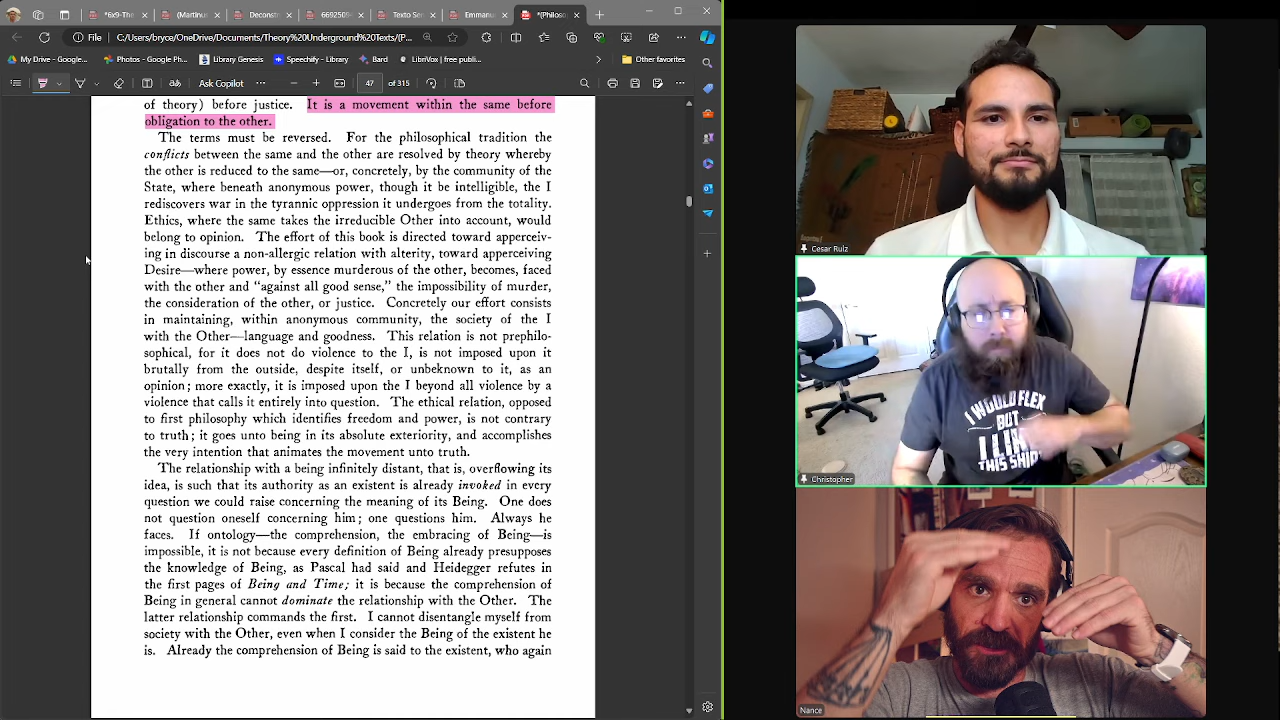 *6x9-The
(Martinus
Deconstr
6692509
Texto Se
Emmanu
*(Philoso
File
C:/Users/bryce/OneDrive/Documents/Theory%20Underground%20Texts/(P...
My Drive - Google...
Photos - Google Ph...
Library Genesis
Speechify - Library
Bard
LibriVox | free publi...
Other favorites
Ask Copilot
47 of 315
of theory) before justice. It is a movement within the same before
obligation to the other.
The terms must be reversed. For the philosophical tradition the
conflicts between the same and the other are resolved by theory whereby
the other is reduced to the same—or, concretely, by the community of the
State, where beneath anonymous power, though it be intelligible, the I
rediscovers war in the tyrannic oppression it undergoes from the totality.
Ethics, where the same takes the irreducible Other into account, would
belong to opinion. The effort of this book is directed toward apperceiv-
ing in discourse a non-allergic relation with alterity, toward apperceiving
Desire—where power, by essence murderous of the other, becomes, faced
with the other and “against all good sense,” the impossibility of murder,
the consideration of the other, or justice. Concretely our effort consists
in maintaining, within anonymous community, the society of the I
with the Other—language and goodness. This relation is not prephilo-
sophical, for it does not do violence to the I, is not imposed upon it
brutally from the outside, despite itself, or unbeknown to it, as an
opinion; more exactly, it is imposed upon the I beyond all violence by a
violence that calls it entirely into question. The ethical relation, opposed
to first philosophy which identifies freedom and power, is not contrary
to truth; it goes unto being in its absolute exteriority, and accomplishes
the very intention that animates the movement unto truth.
The relationship with a being infinitely distant, that is, overflowing its
idea, is such that its authority as an existent is already invoked in every
question we could raise concerning the meaning of its Being. One does
not question oneself concerning him; one questions him. Always he
faces. If ontology—the comprehension, the embracing of Being—is
impossible, it is not because every definition of Being already presupposes
the knowledge of Being, as Pascal had said and Heidegger refutes in
the first pages of Being and Time; it is because the comprehension of
Being in general cannot dominate the relationship with the Other. The
latter relationship commands the first. I cannot disentangle myself from
society with the Other, even when I consider the Being of the existent he
is. Already the comprehension of Being is said to the existent, who again
Cesar Ruiz
I WOULD FLEX
BUT
I LIKE
THIS SHIRT
Christopher
Nance